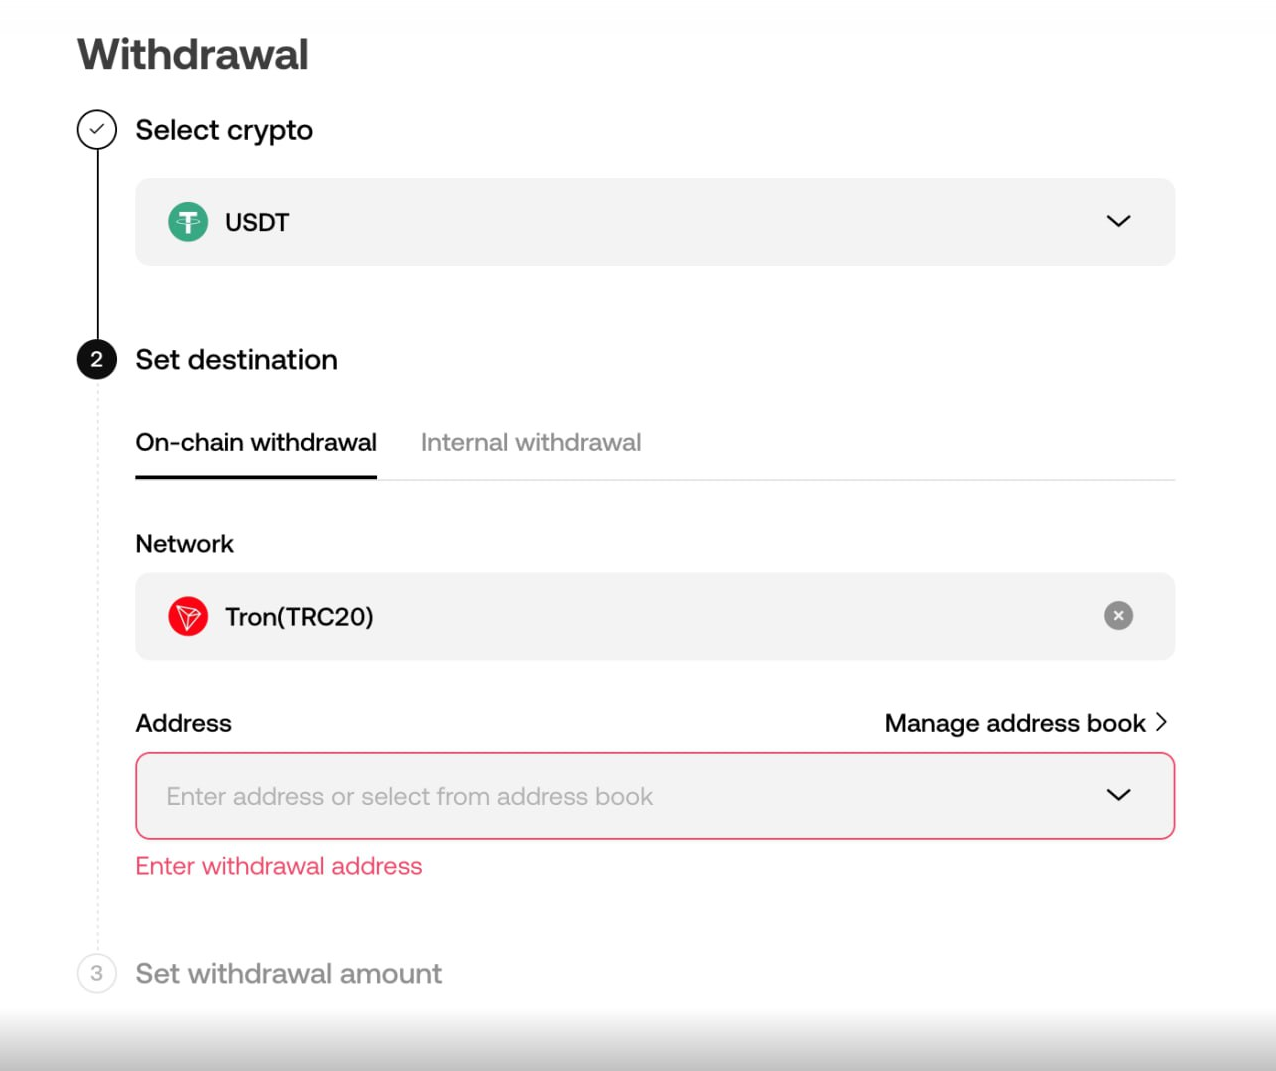 Withdrawal
Select crypto
USDT
2 Set destination
On-chain withdrawal Internal withdrawal
Network
Tron(TRC20)
Address Manage address book
Enter address or select from address book
Enter withdrawal address
3 Set withdrawal amount